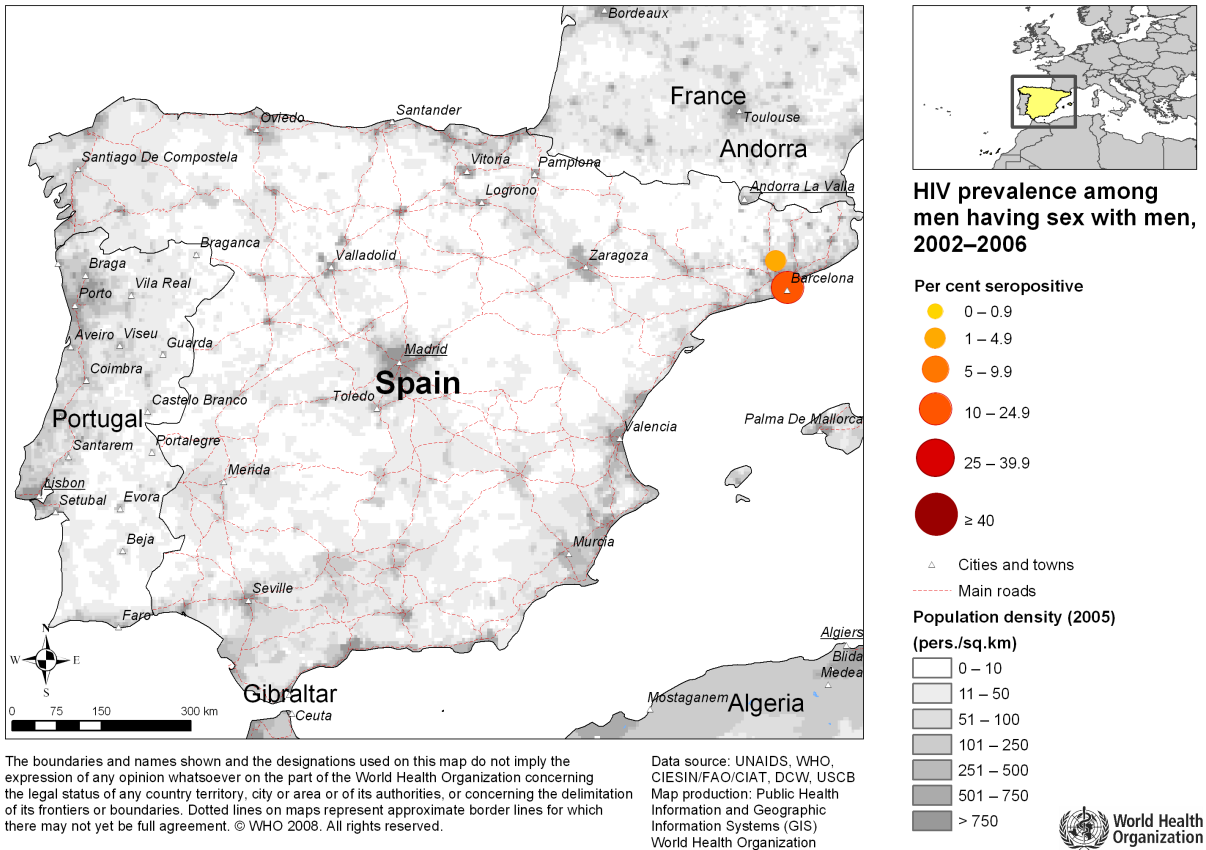 Bordeaux
France
Toulouse
Andorra
Andorra La Valla
Santander
Oviedo
Santiago De Compostela
Vitoria
Pamplona
Logrono
Braganca
Valladolid
Zaragoza
Barcelona
Braga
Vila Real
Porto
Aveiro
Viseu
Guarda
Coimbra
Madrid
Spain
Toledo
Castelo Branco
Portugal
Santarem
Portalegre
Valencia
Palma De Mallorca
Merida
Lisbon
Setubal
Evora
Beja
Murcia
Seville
Faro
Algiers
Blida
Medea
Gibraltar
Ceuta
Mostaganem
Algeria
N
W
E
S
0 75 150 300 km
The boundaries and names shown and the designations used on this map do not imply the
expression of any opinion whatsoever on the part of the World Health Organization concerning
the legal status of any country territory, city or area or of its authorities, or concerning the delimitation
of its frontiers or boundaries. Dotted lines on maps represent approximate border lines for which
there may not yet be full agreement. © WHO 2008. All rights reserved.
Data source: UNAIDS, WHO,
CIESIN/FAO/CIAT, DCW, USCB
Map production: Public Health
Information and Geographic
Information Systems (GIS)
World Health Organization
HIV prevalence among
men having sex with men,
2002–2006
Per cent seropositive
0 – 0.9
1 – 4.9
5 – 9.9
10 – 24.9
25 – 39.9
≥ 40
Cities and towns
Main roads
Population density (2005)
(pers./sq.km)
0 – 10
11 – 50
51 – 100
101 – 250
251 – 500
501 – 750
> 750
World Health
Organization